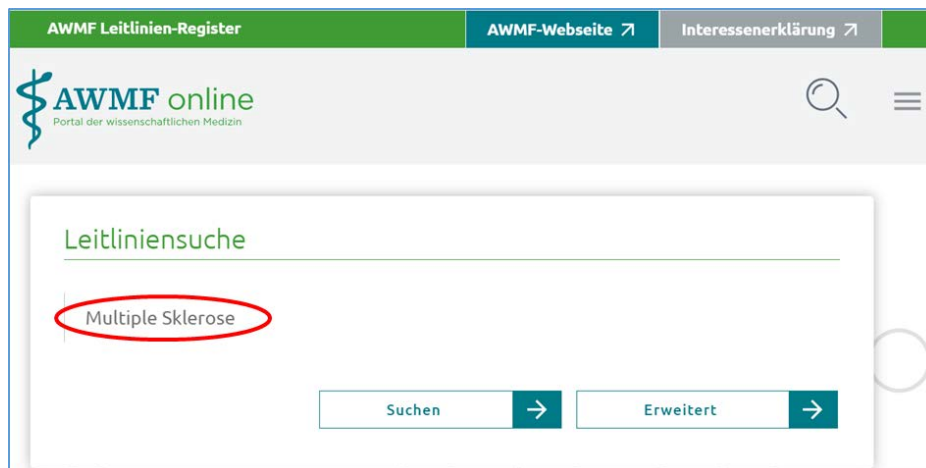 AWMF Leitlinien-Register AWMF-Webseite Interessenerklärung
AWMF online
Portal der wissenschaftlichen Medizin
Leitliniensuche
Multiple Sklerose
Suchen Erweitert